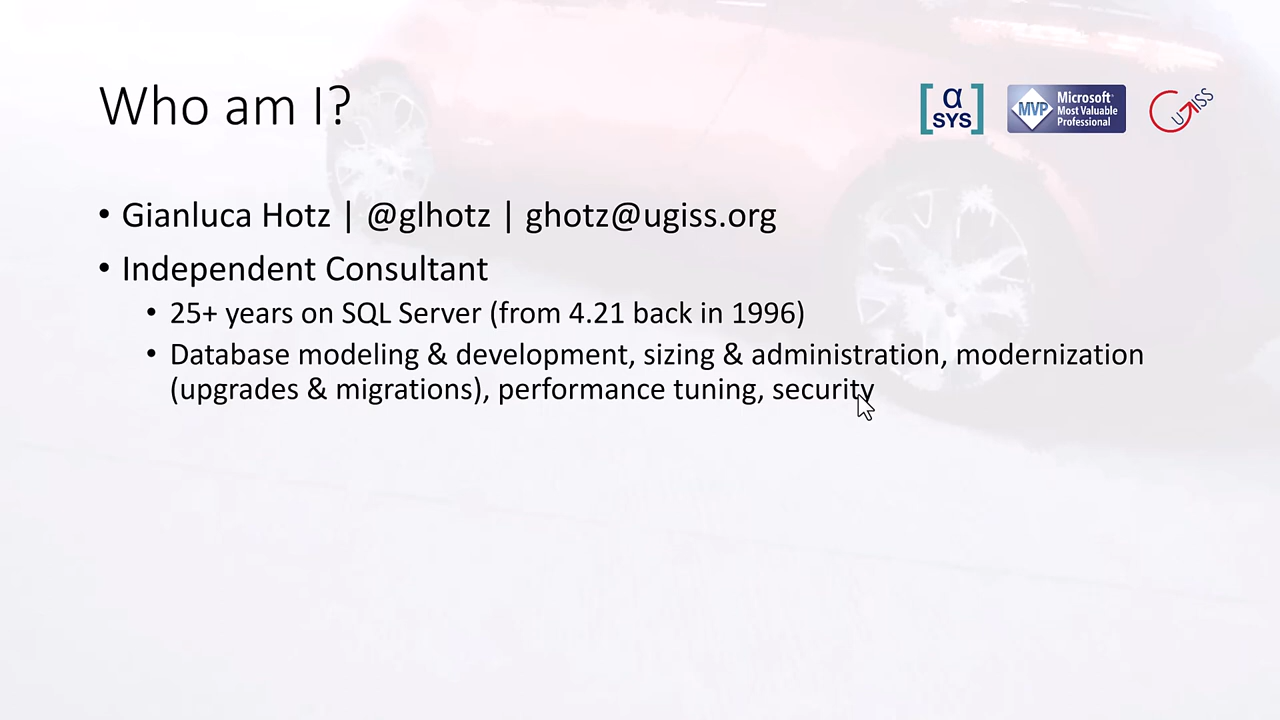 Who am I?
α
SYS
MVP
Microsoft®
Most Valuable
Professional
UGISS
• Gianluca Hotz | @glhotz | ghotz@ugiss.org
• Independent Consultant
• 25+ years on SQL Server (from 4.21 back in 1996)
• Database modeling & development, sizing & administration, modernization
(upgrades & migrations), performance tuning, security